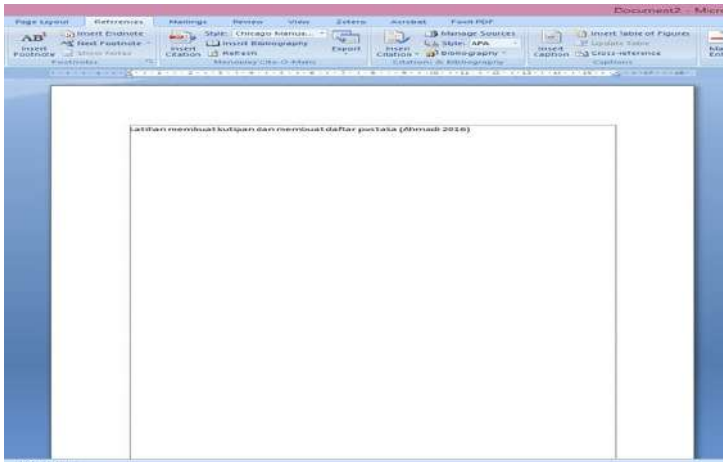 Document2 - Micr
Page Layout References Mailings Review View Zotero Acrobat Foxit PDF
AB¹ Insert Footnote
Insert Endnote
Next Footnote
Show Notes
Footnotes
Insert Citation
Style: Chicago Manua...
Insert Bibliography
Refresh
Export
Mendeley Cite-O-Matic
Insert Citation
Manage Sources
Style: APA
Bibliography
Citations & Bibliography
Insert Caption
Insert Table of Figures
Update Table
Cross-reference
Captions
Latihan membuat kutipan dan membuat daftar pustaka (Ahmadi 2016)